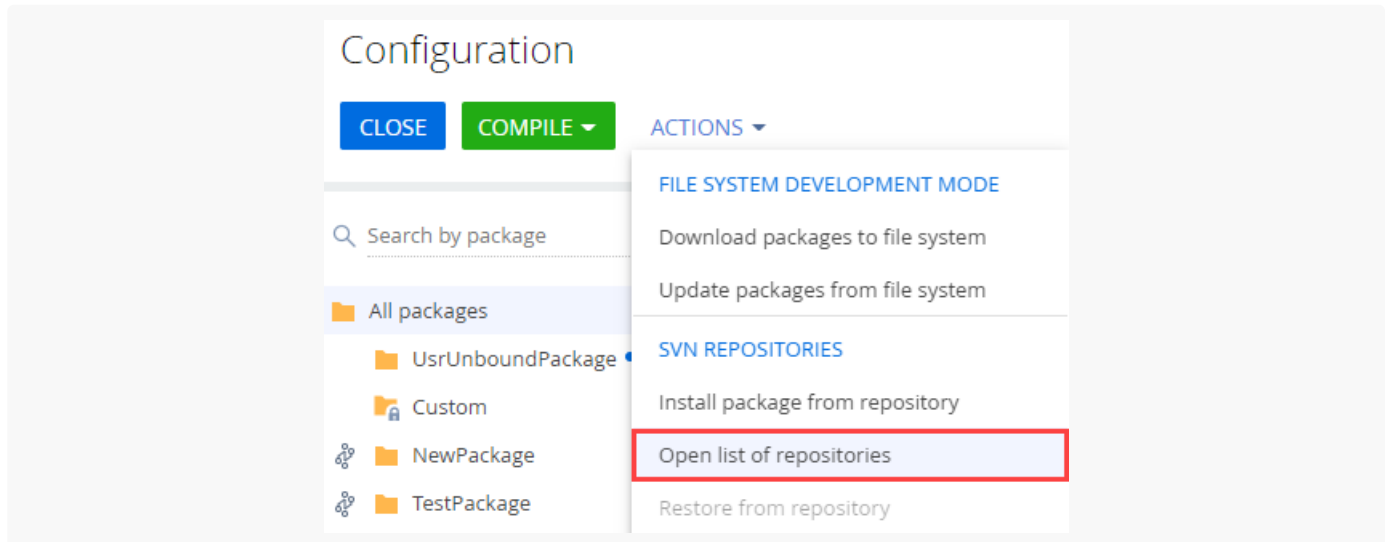 Configuration
CLOSE
COMPILE
ACTIONS
FILE SYSTEM DEVELOPMENT MODE
Download packages to file system
Update packages from file system
SVN REPOSITORIES
Install package from repository
Open list of repositories
Restore from repository
Search by package
All packages
UsrUnboundPackage
Custom
NewPackage
TestPackage